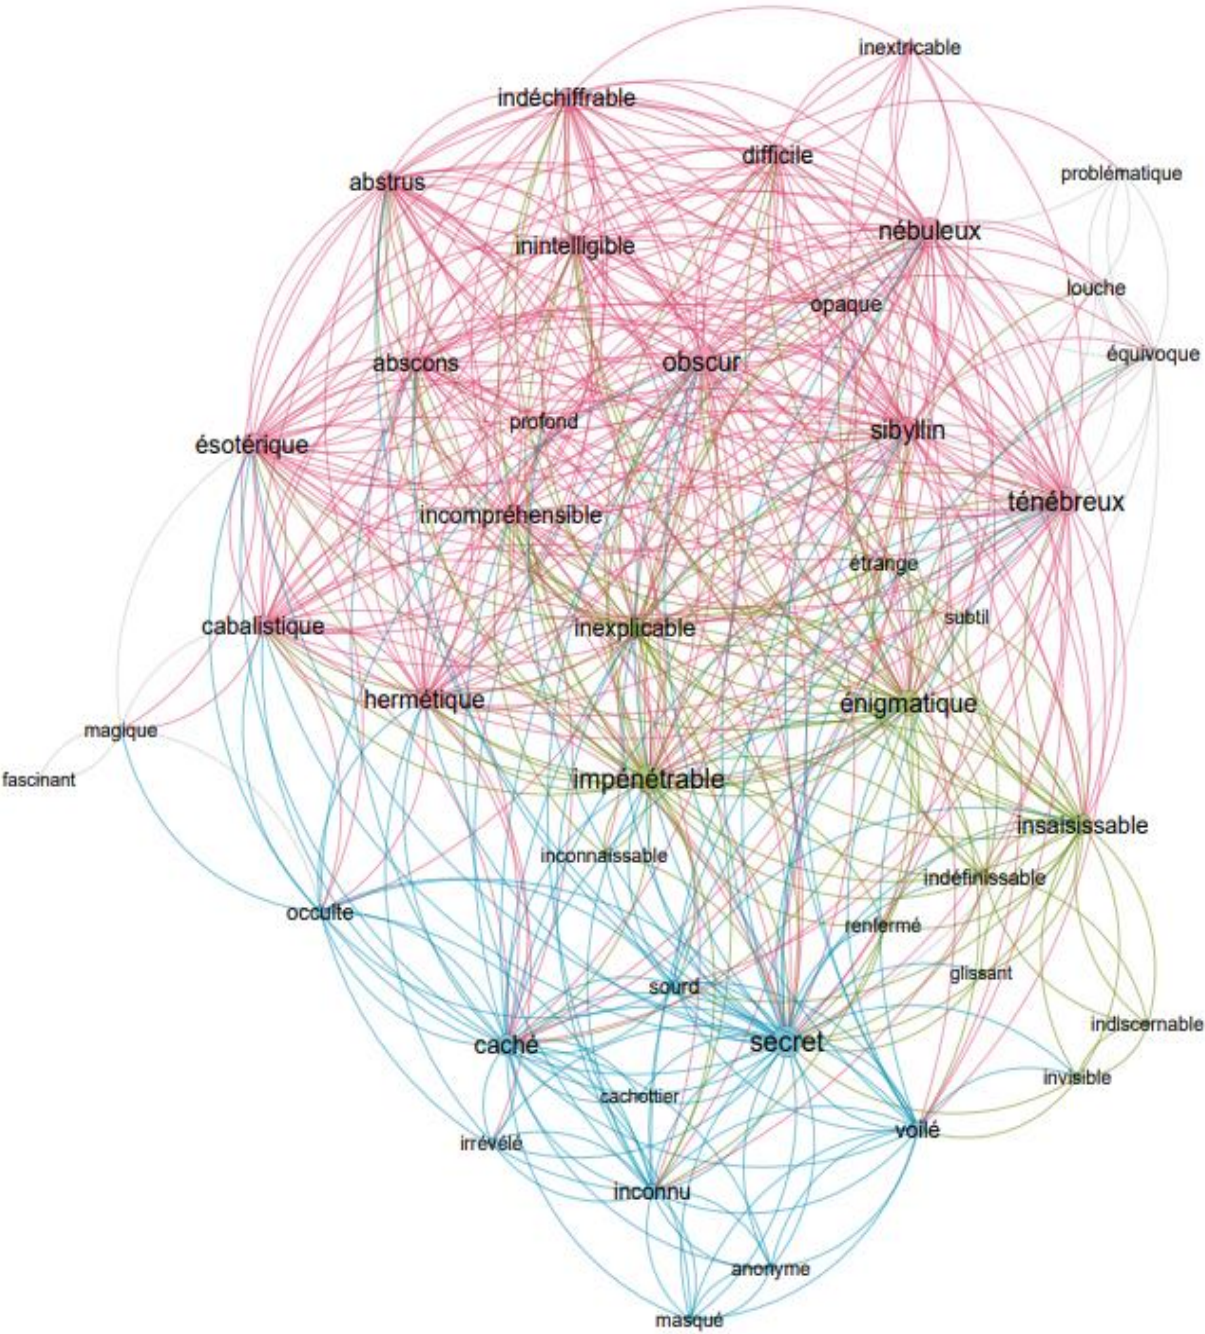 inextricable
indéchiffrable
difficile
problématique
abstrus
nébuleux
inintelligible
louche
opaque
équivoque
abscons
obscur
profond
sibyllin
ésotérique
ténébreux
incompréhensible
étrange
subtil
cabalistique
inexplicable
hermétique
énigmatique
magique
fascinant
impénétrable
insaisissable
inconnaissable
indéfinissable
occulte
renfermé
glissant
sourd
indiscernable
caché
secret
invisible
cachottier
voilé
irrévélé
inconnu
anonyme
masqué